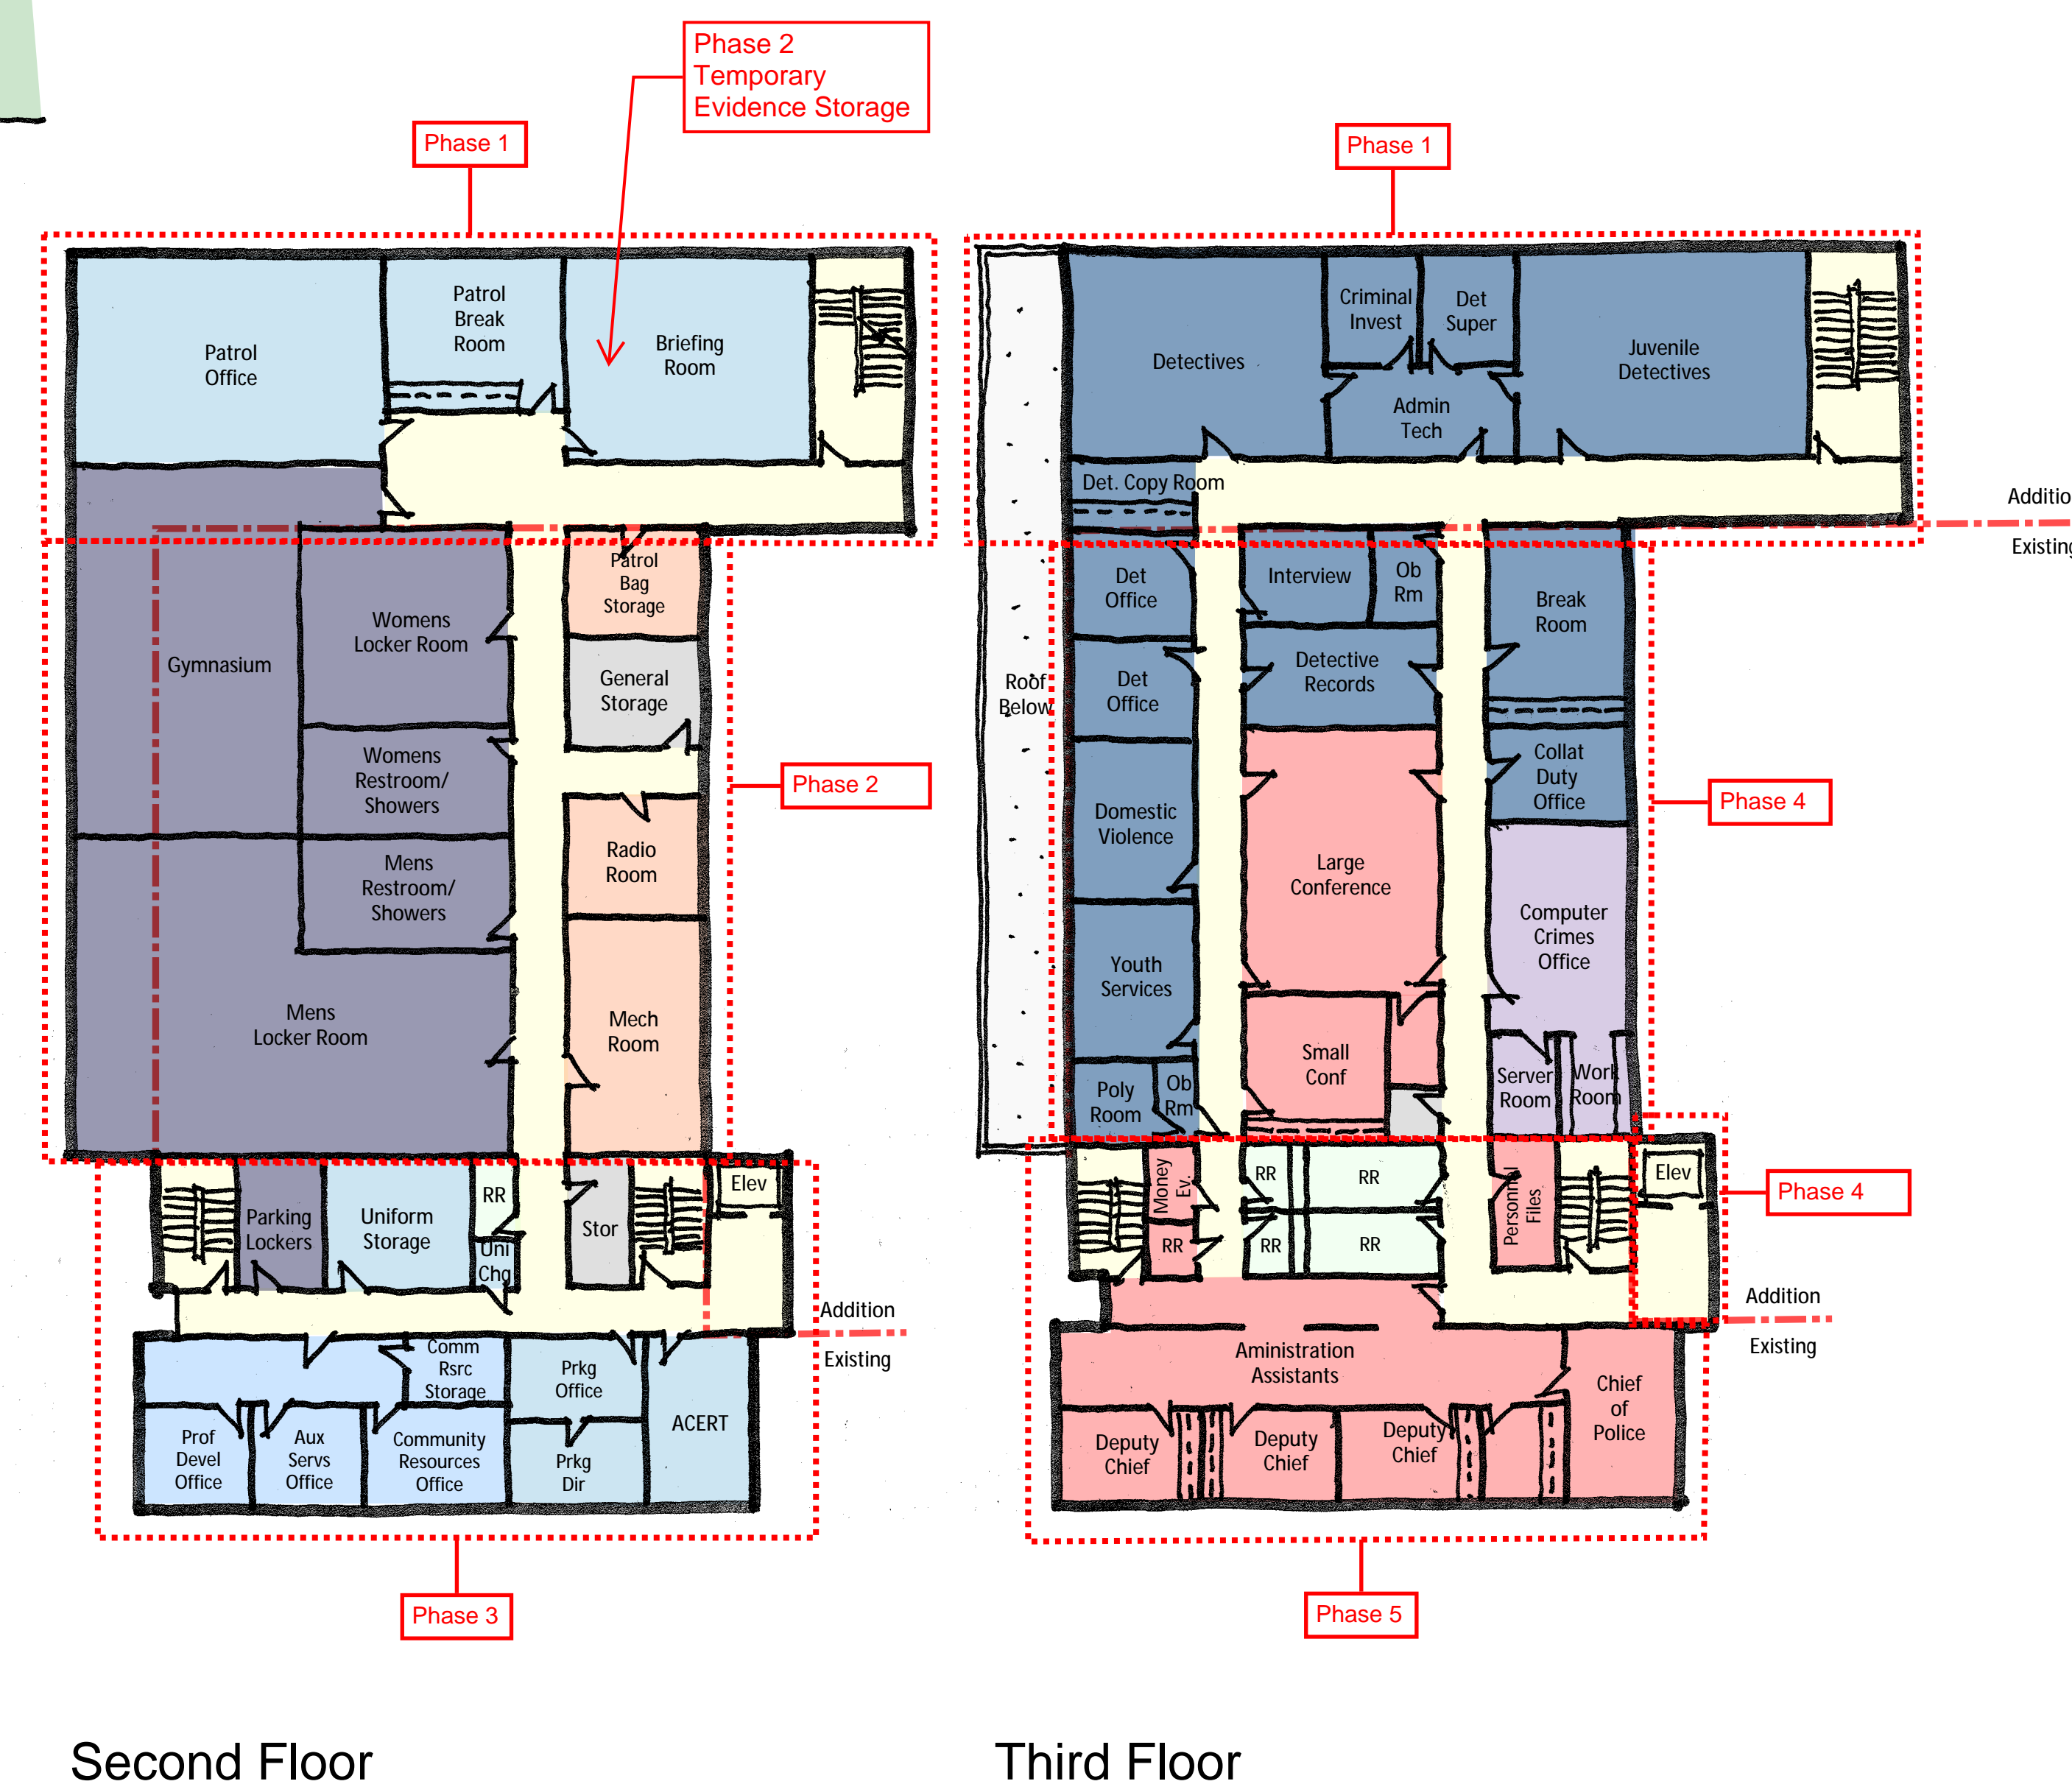 Phase 2
Temporary
Evidence Storage
Phase 1
Patrol
Office
Patrol
Break
Room
Briefing
Room
Gymnasium
Womens
Locker Room
Womens
Restroom/
Showers
Mens
Restroom/
Showers
Mens
Locker Room
Patrol
Bag
Storage
General
Storage
Radio
Room
Mech
Room
Phase 2
Parking
Lockers
Uniform
Storage
RR
Uni
Chg
Stor
Elev
Addition
Existing
Comm
Rsrc
Storage
Prkg
Office
Prof
Devel
Office
Aux
Servs
Office
Community
Resources
Office
Prkg
Dir
ACERT
Phase 3
Second Floor
Phase 1
Detectives
Criminal
Invest
Det
Super
Admin
Tech
Juvenile
Detectives
Det. Copy Room
Additio
Existing
Roof
Below
Det
Office
Interview
Ob
Rm
Break
Room
Det
Office
Detective
Records
Collat
Duty
Office
Phase 4
Domestic
Violence
Large
Conference
Computer
Crimes
Office
Youth
Services
Small
Conf
Server
Room
Work
Room
Poly
Room
Ob
Rm
Money
Ev.
RR
RR
RR
RR
RR
Personnel
Files
Elev
Phase 4
Addition
Existing
Aministration
Assistants
Chief
of
Police
Deputy
Chief
Deputy
Chief
Deputy
Chief
Phase 5
Third Floor